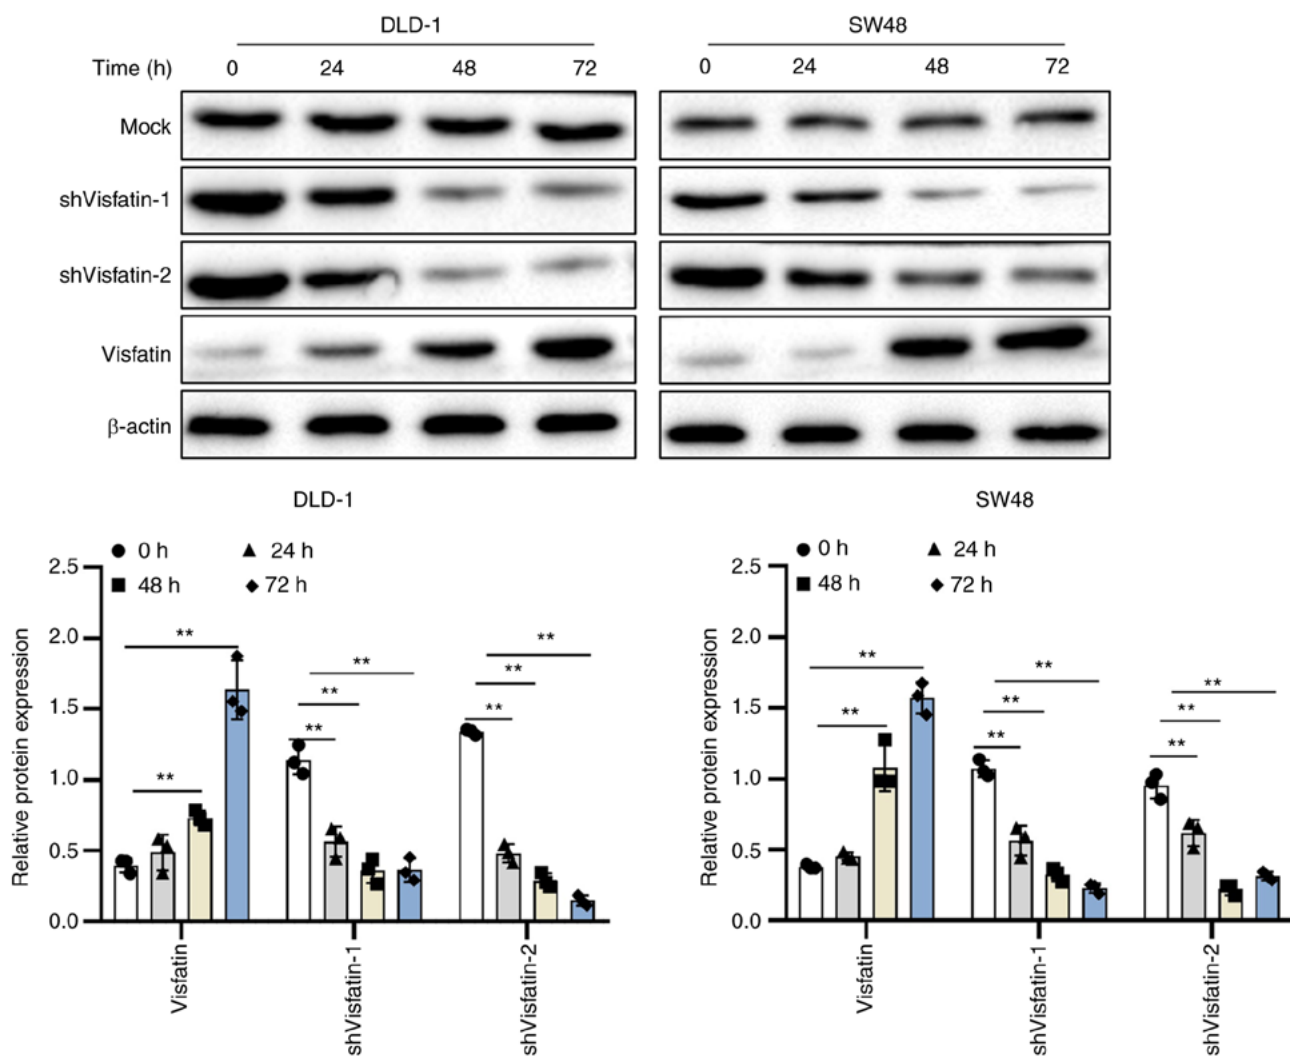 DLD-1 SW48
Time (h) 0 24 48 72 0 24 48 72
Mock
shVisfatin-1
shVisfatin-2
Visfatin
β-actin
DLD-1
0 h 24 h
48 h 72 h
Relative protein expression
2.5
2.0
1.5
1.0
0.5
0.0
** ** ** ** ** ** ** **
Visfatin
shVisfatin-1
shVisfatin-2
SW48
0 h 24 h
48 h 72 h
Relative protein expression
2.5
2.0
1.5
1.0
0.5
0.0
** ** ** ** ** ** ** **
Visfatin
shVisfatin-1
shVisfatin-2